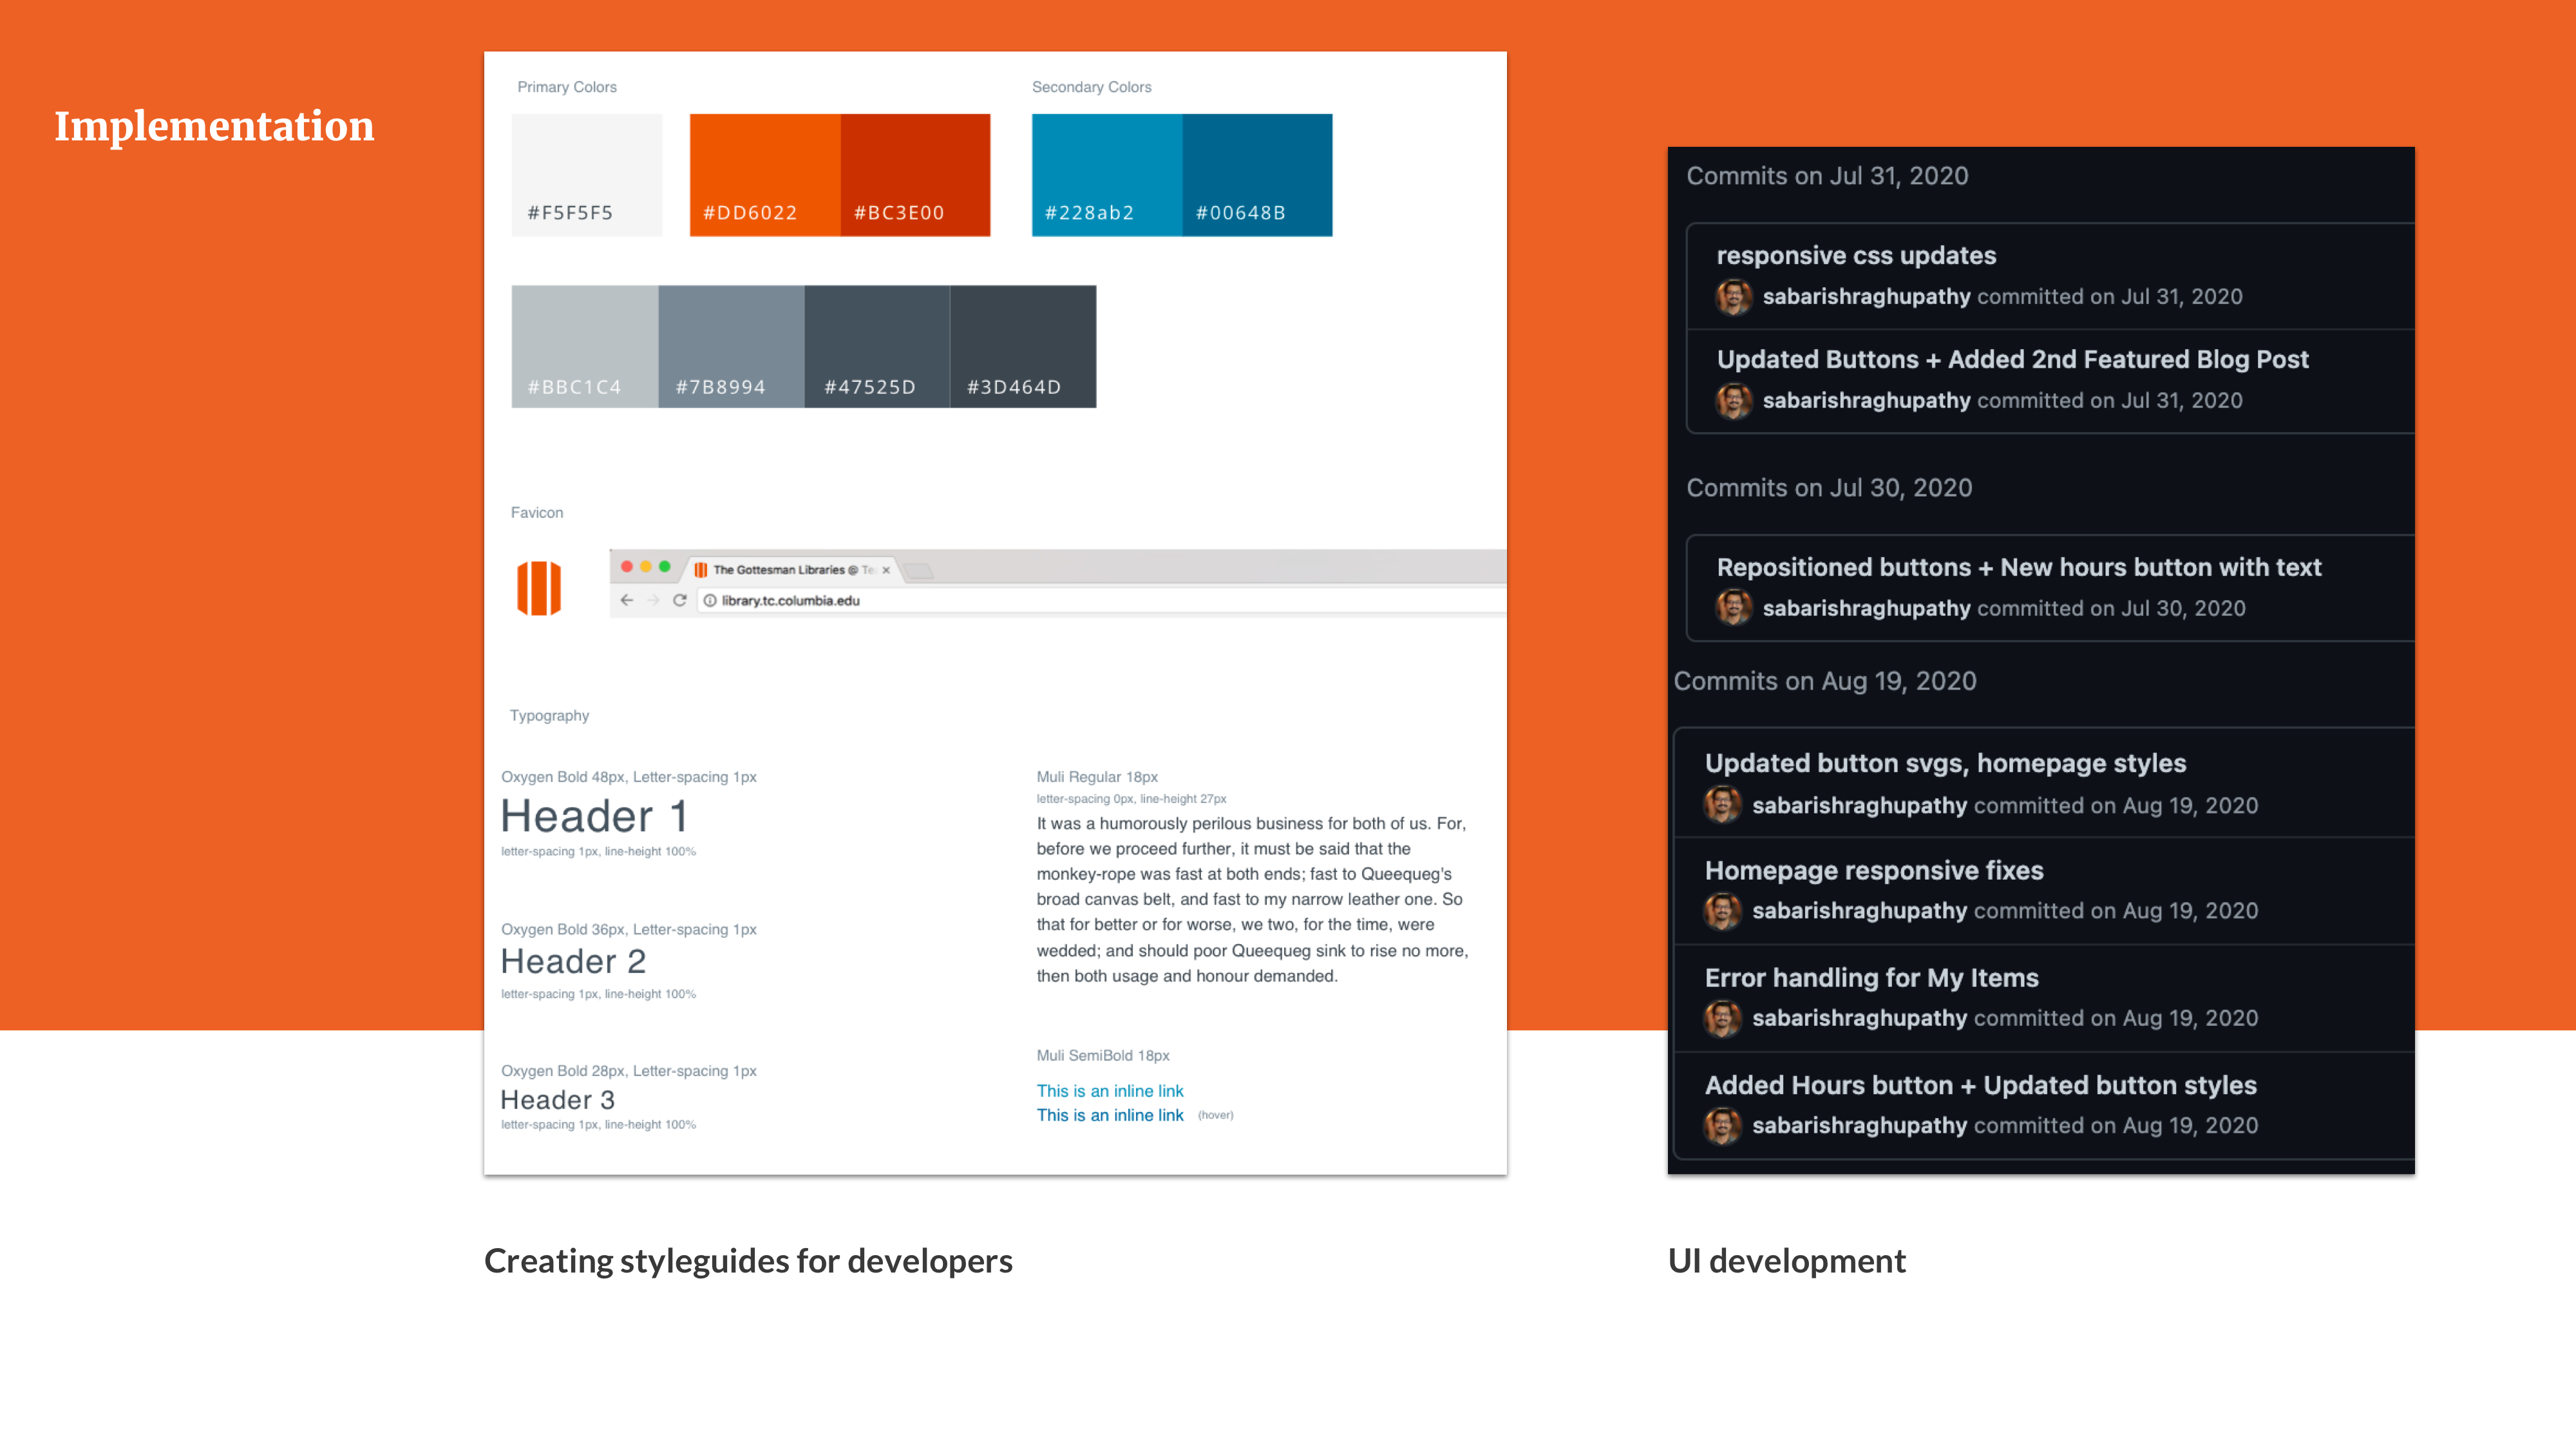 Implementation
Primary Colors
Secondary Colors
#F5F5F5
#DD6022
#BC3E00
#228ab2
#00648B
#BBC1C4
#7B8994
#47525D
#3D464D
Favicon
The Gottesman Libraries @ Te
library.tc.columbia.edu
Typography
Oxygen Bold 48px, Letter-spacing 1px
Header 1
letter-spacing 1px, line-height 100%
Oxygen Bold 36px, Letter-spacing 1px
Header 2
letter-spacing 1px, line-height 100%
Oxygen Bold 28px, Letter-spacing 1px
Header 3
letter-spacing 1px, line-height 100%
Muli Regular 18px
letter-spacing 0px, line-height 27px
It was a humorously perilous business for both of us. For,
before we proceed further, it must be said that the
monkey-rope was fast at both ends; fast to Queequeg's
broad canvas belt, and fast to my narrow leather one. So
that for better or for worse, we two, for the time, were
wedded; and should poor Queequeg sink to rise no more,
then both usage and honour demanded.
Muli SemiBold 18px
This is an inline link
This is an inline link (hover)
Creating styleguides for developers
Commits on Jul 31, 2020
responsive css updates
sabarishraghupathy committed on Jul 31, 2020
Updated Buttons + Added 2nd Featured Blog Post
sabarishraghupathy committed on Jul 31, 2020
Commits on Jul 30, 2020
Repositioned buttons + New hours button with text
sabarishraghupathy committed on Jul 30, 2020
Commits on Aug 19, 2020
Updated button svgs, homepage styles
sabarishraghupathy committed on Aug 19, 2020
Homepage responsive fixes
sabarishraghupathy committed on Aug 19, 2020
Error handling for My Items
sabarishraghupathy committed on Aug 19, 2020
Added Hours button + Updated button styles
sabarishraghupathy committed on Aug 19, 2020
UI development